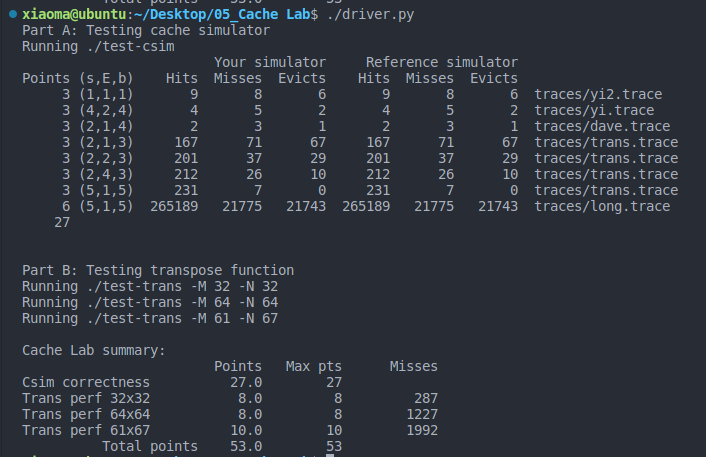 Total points 53.0 53
xiaoma@ubuntu:~/Desktop/05_Cache Lab$ ./driver.py
Part A: Testing cache simulator
Running ./test-csim
Your simulator Reference simulator
Points (s,E,b) Hits Misses Evicts Hits Misses Evicts
3 (1,1,1) 9 8 6 9 8 6 traces/yi2.trace
3 (4,2,4) 4 5 2 4 5 2 traces/yi.trace
3 (2,1,4) 2 3 1 2 3 1 traces/dave.trace
3 (2,1,3) 167 71 67 167 71 67 traces/trans.trace
3 (2,2,3) 201 37 29 201 37 29 traces/trans.trace
3 (2,4,3) 212 26 10 212 26 10 traces/trans.trace
3 (5,1,5) 231 7 0 231 7 0 traces/trans.trace
6 (5,1,5) 265189 21775 21743 265189 21775 21743 traces/long.trace
27
Part B: Testing transpose function
Running ./test-trans -M 32 -N 32
Running ./test-trans -M 64 -N 64
Running ./test-trans -M 61 -N 67
Cache Lab summary:
Points Max pts Misses
Csim correctness 27.0 27
Trans perf 32x32 8.0 8 287
Trans perf 64x64 8.0 8 1227
Trans perf 61x67 10.0 10 1992
Total points 53.0 53